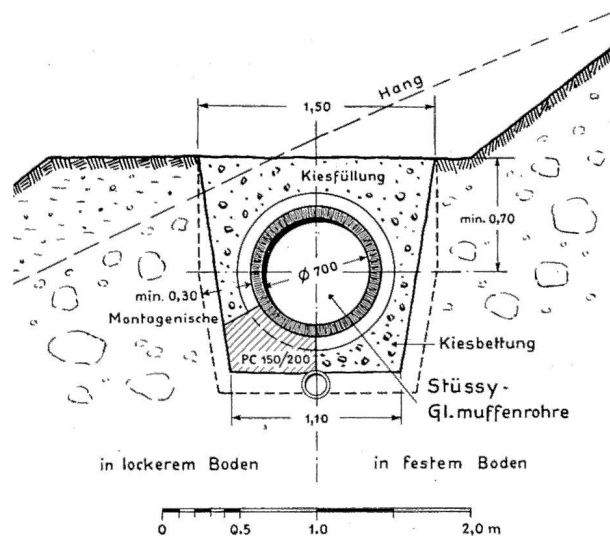 Hang
1,50
Kiesfüllung
min. 0,70
Ø 700
min. 0,30
Montagenische
PC 150/200
Kiesbettung
Stüssy-
Gl. muffenrohre
1,10
in lockerem Boden
in festem Boden
0 0.5 1.0 2,0 m